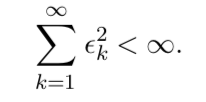 ∑_{k=1}^{∞} ϵ_k^2 < ∞.